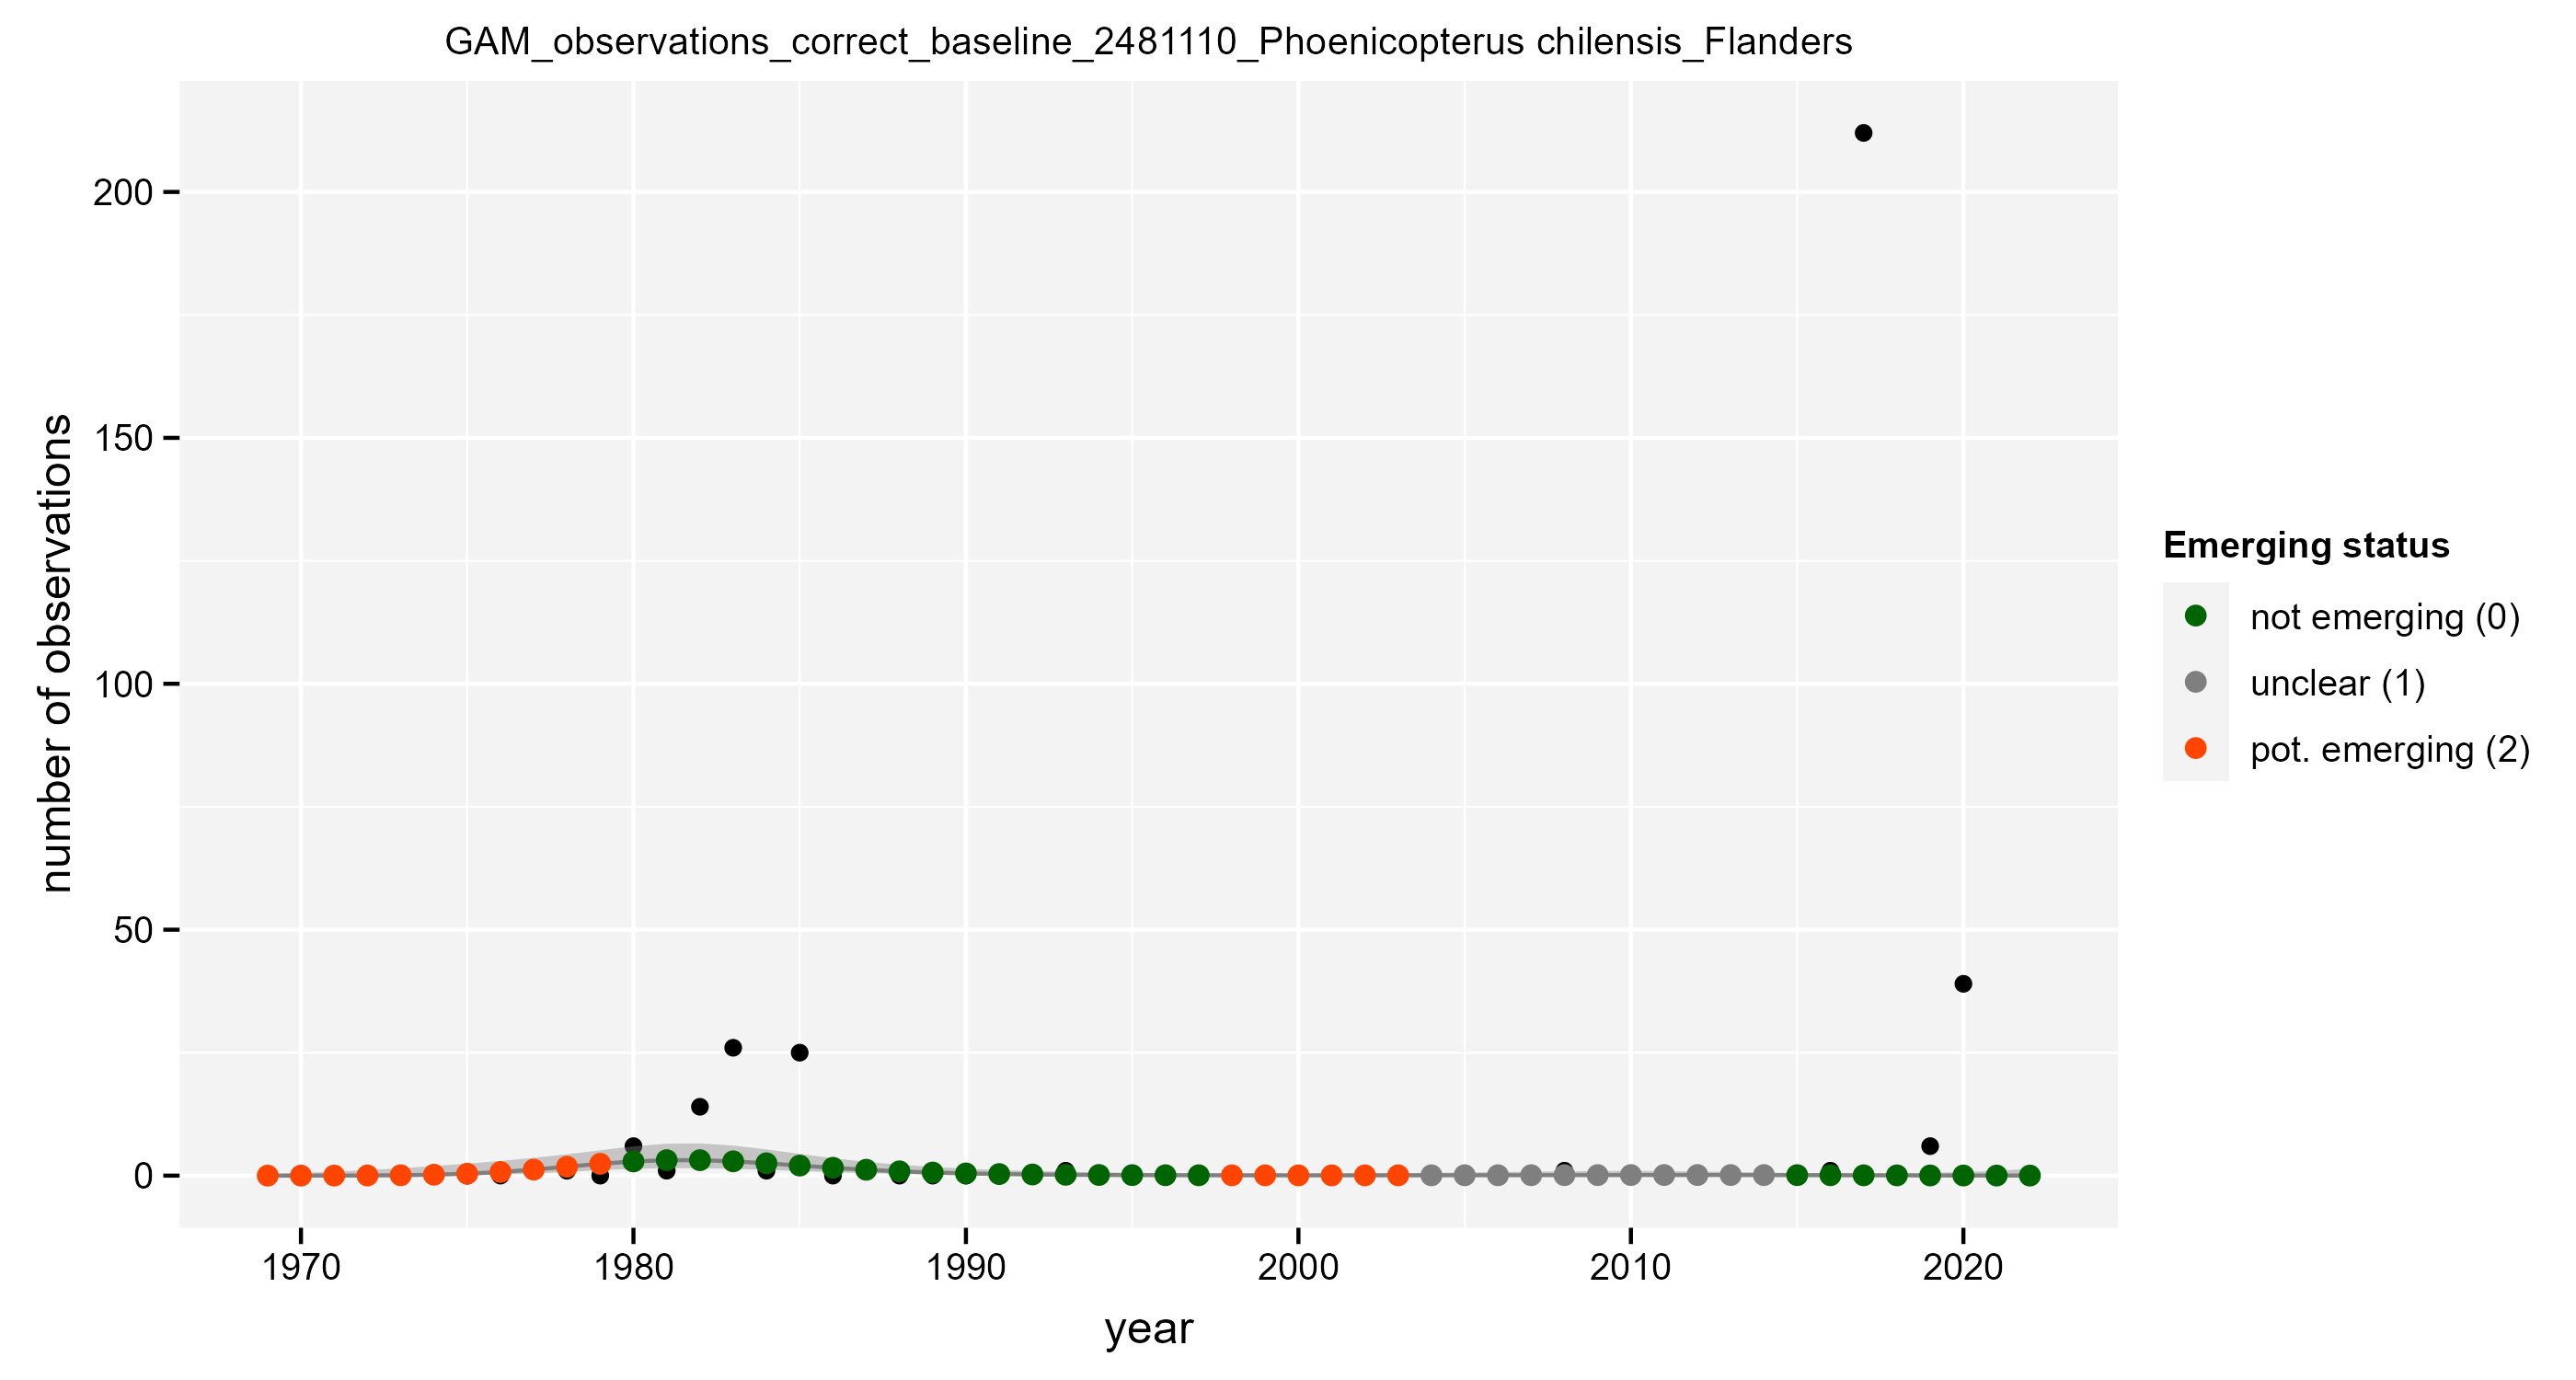 GAM_observations_correct_baseline_2481110_Phoenicopterus chilensis_Flanders
number of observations
200
150
100
50
0
1970
1980
1990
2000
2010
2020
year
Emerging status
not emerging (0)
unclear (1)
pot. emerging (2)